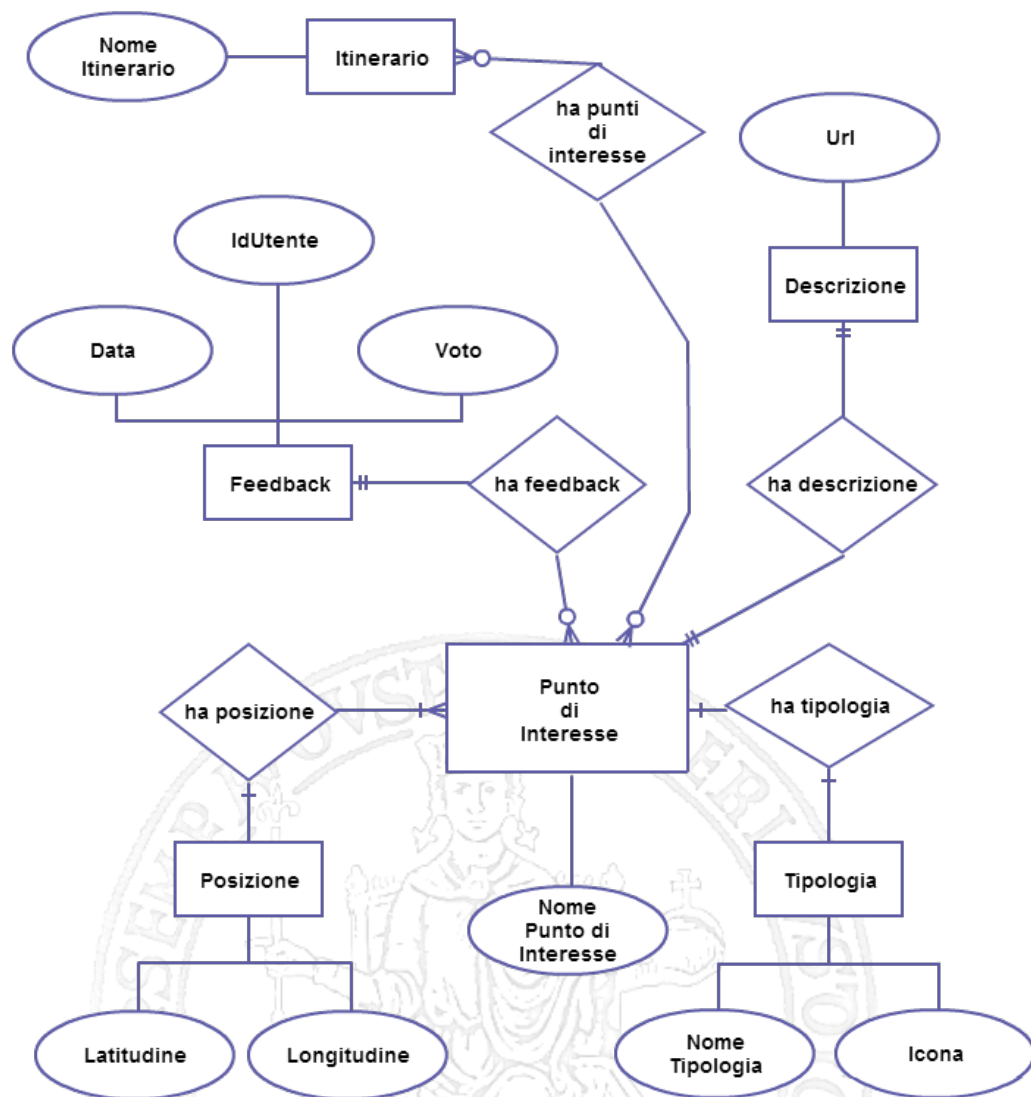 Nome
Itinerario
Itinerario
ha punti
di
interesse
Url
IdUtente
Descrizione
Data
Voto
Feedback
ha feedback
ha descrizione
ha posizione
Punto
di
Interesse
ha tipologia
Posizione
Tipologia
Nome
Punto di
Interesse
Latitudine
Longitudine
Nome
Tipologia
Icona